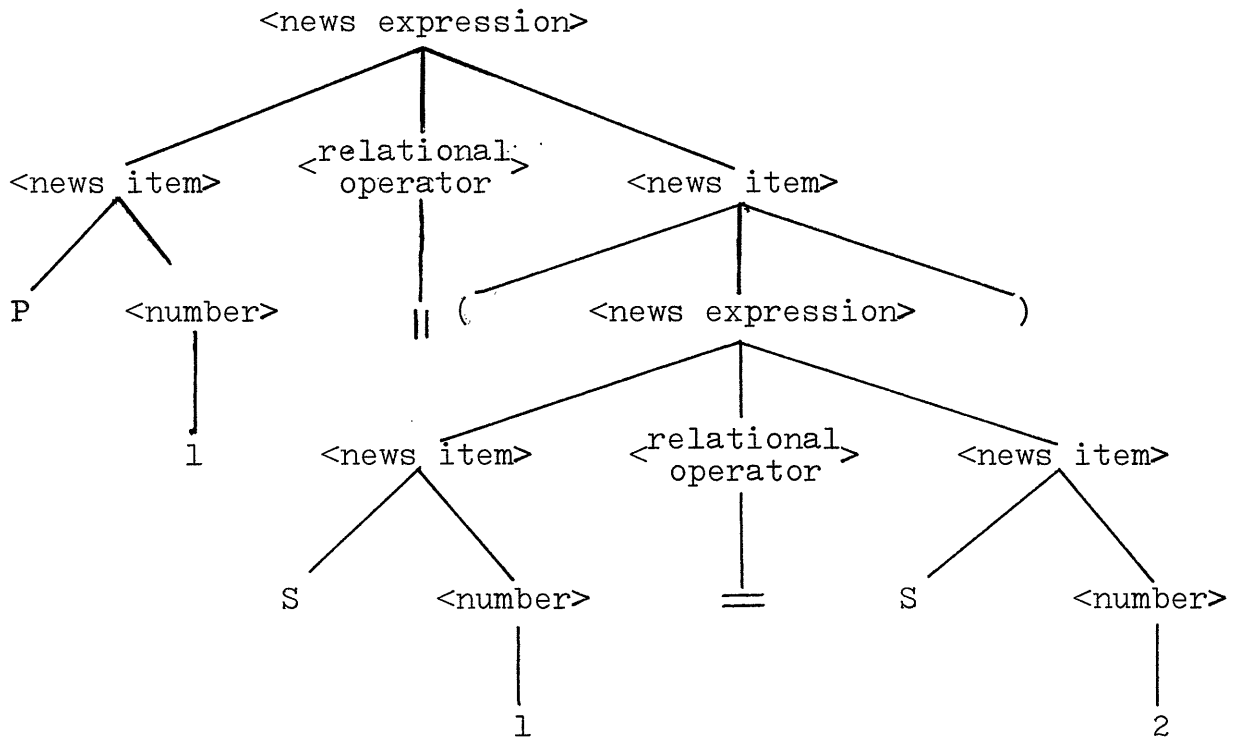 <news expression>
<relational operator>
<news item> <news item>
P <number> || ( <news expression> )
1
<news item> <relational operator> <news item>
S <number> = S <number>
1 2